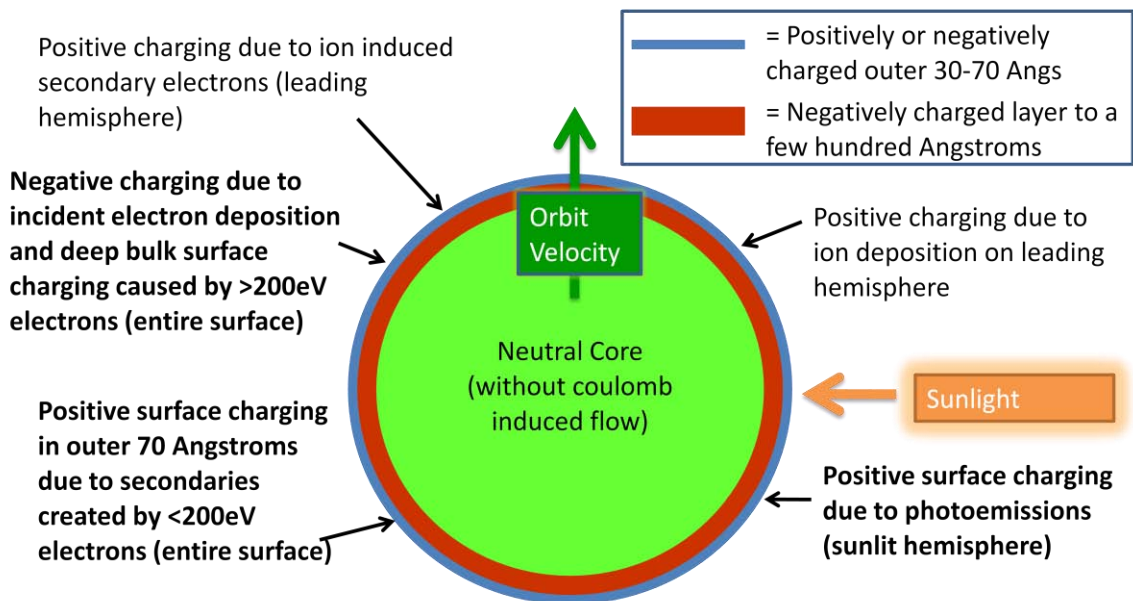 Positive charging due to ion induced
secondary electrons (leading
hemisphere)
= Positively or negatively
charged outer 30-70 Angs
= Negatively charged layer to a
few hundred Angstroms
Negative charging due to
incident electron deposition
and deep bulk surface
charging caused by >200eV
electrons (entire surface)
Orbit
Velocity
Positive charging due to
ion deposition on leading
hemisphere
Neutral Core
(without coulomb
induced flow)
Sunlight
Positive surface charging
in outer 70 Angstroms
due to secondaries
created by <200eV
electrons (entire surface)
Positive surface charging
due to photoemissions
(sunlit hemisphere)